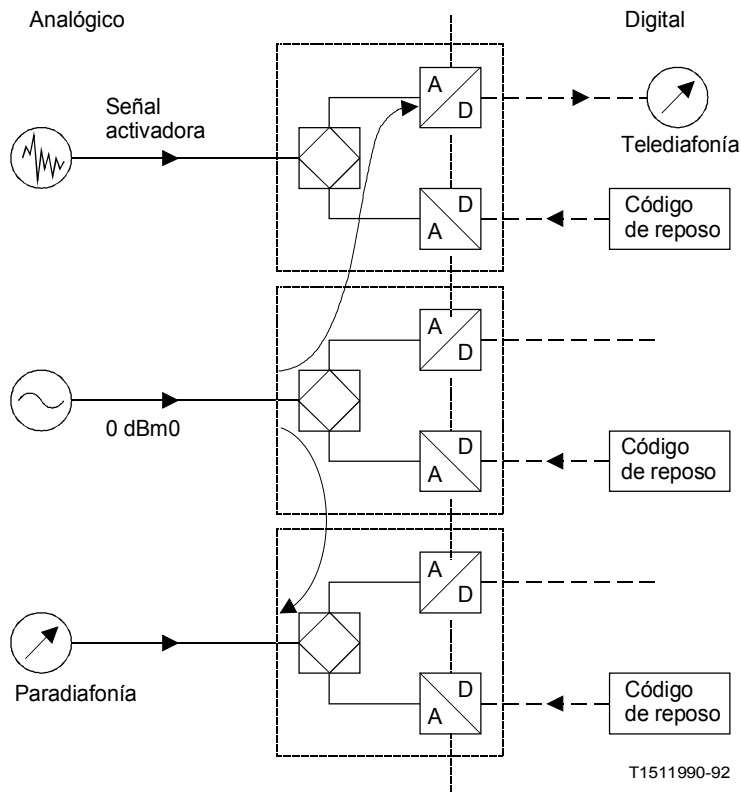 Analógico
Digital
Señal
activadora
A
D
Telediafonía
D
A
Código
de reposo
A
D
0 dBm0
D
A
Código
de reposo
A
D
Paradiafonía
D
A
Código
de reposo
T1511990-92